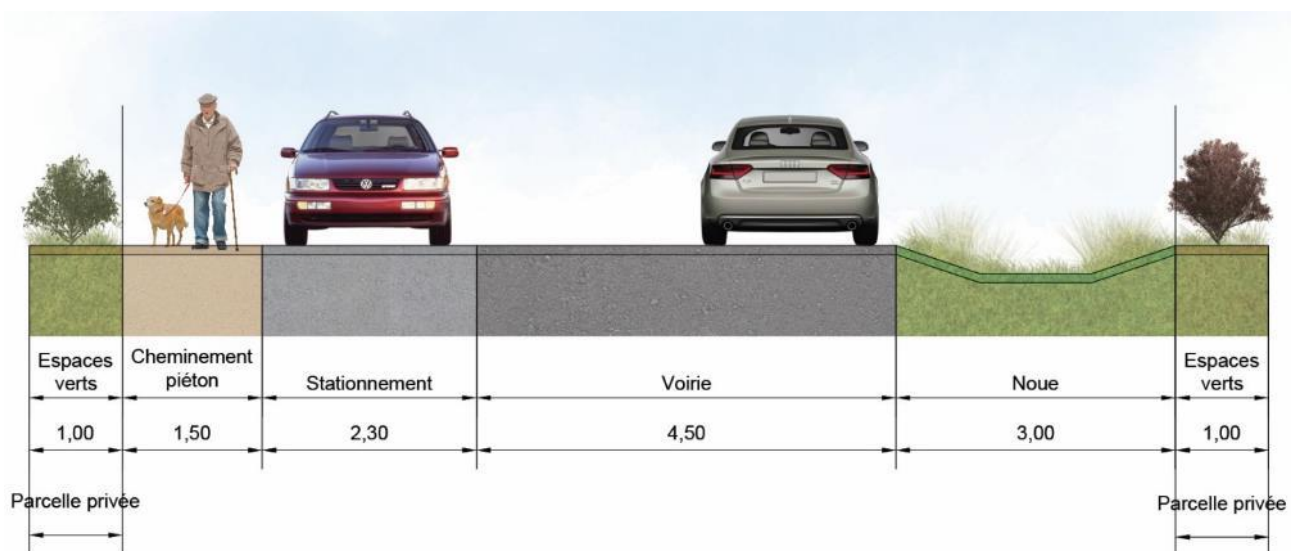 Espaces
verts
Cheminement
piéton
Stationnement
Voirie
Noue
Espaces
verts
1,00
1,50
2,30
4,50
3,00
1,00
Parcelle privée
Parcelle privée